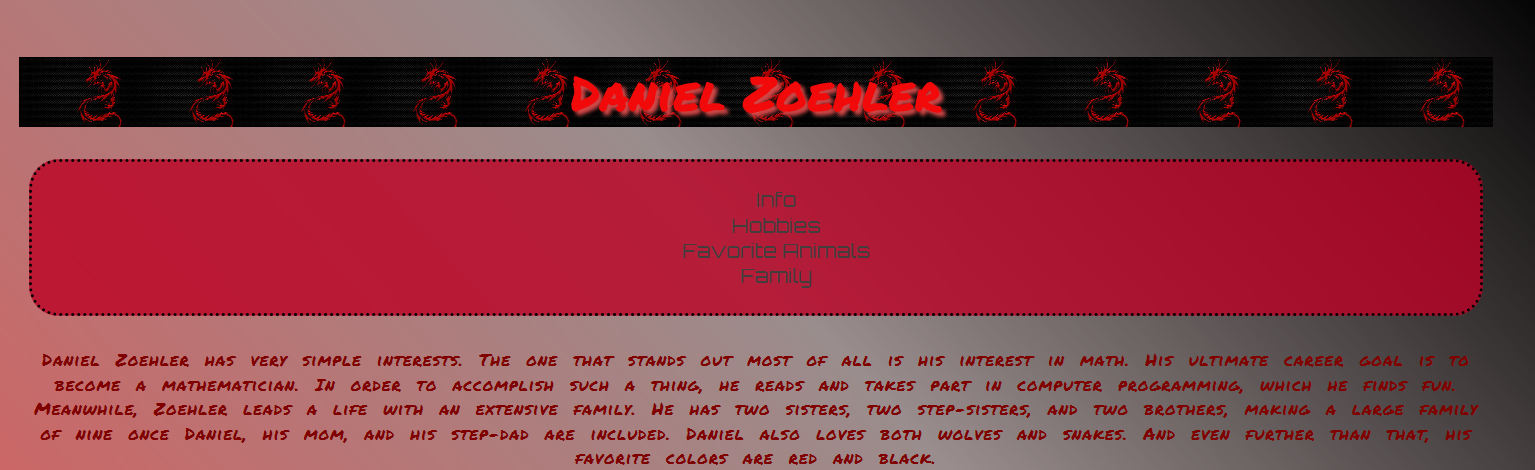 Daniel Zoehler
Info
Hobbies
Favorite Animals
Family
Daniel Zoehler has very simple interests. The one that stands out most of all is his interest in math. His ultimate career goal is to
become a mathematician. In order to accomplish such a thing, he reads and takes part in computer programming, which he finds fun.
Meanwhile, Zoehler leads a life with an extensive family. He has two sisters, two step-sisters, and two brothers, making a large family
of nine once Daniel, his mom, and his step-dad are included. Daniel also loves both wolves and snakes. And even further than that, his
favorite colors are red and black.